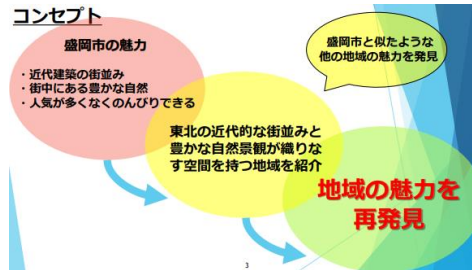 コンセプト
盛岡市の魅力
・近代建築の街並み
・街中にある豊かな自然
・人気が多くなくのんびりできる
盛岡市と似たような
他の地域の魅力を発見
東北の近代的な街並みと
豊かな自然景観が織りな
す空間を持つ地域を紹介
地域の魅力を
再発見
3